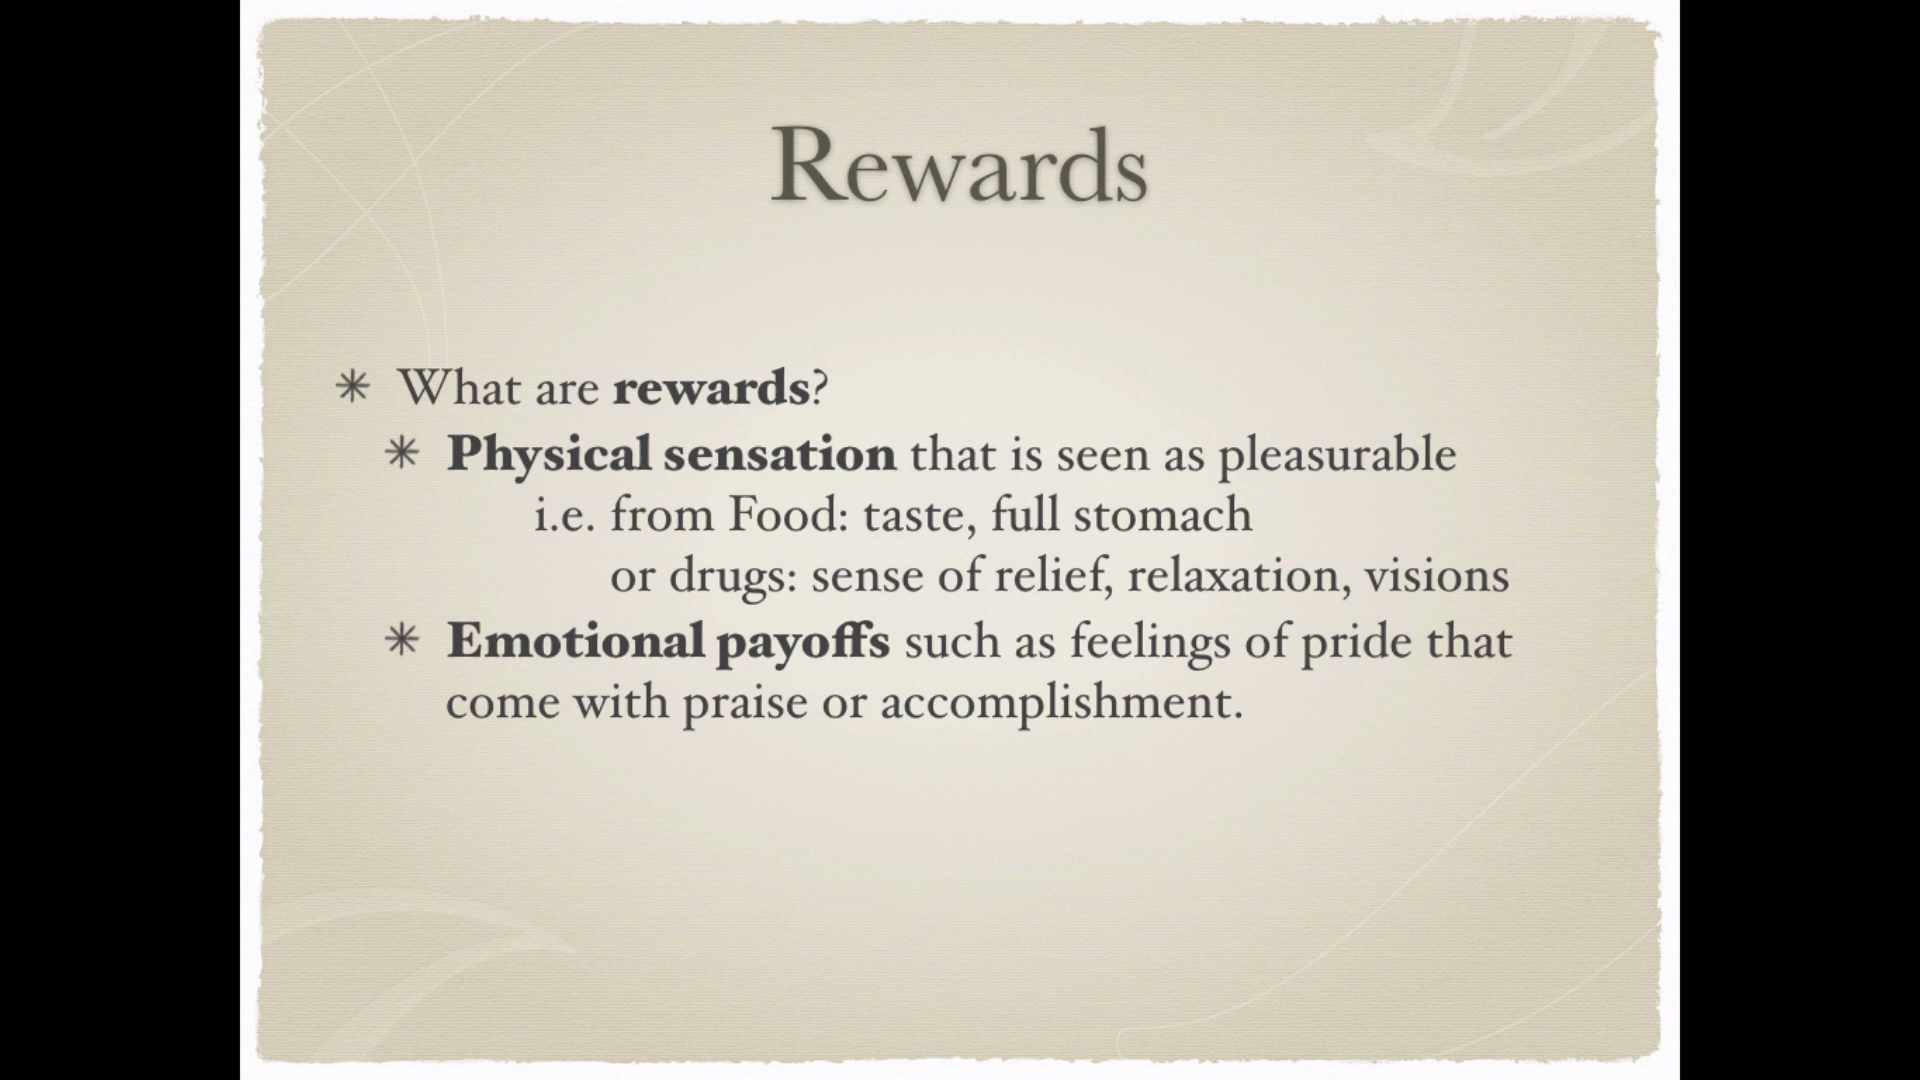 Rewards
What are rewards?
Physical sensation that is seen as pleasurable
i.e. from Food: taste, full stomach
or drugs: sense of relief, relaxation, visions
Emotional payoffs such as feelings of pride that
come with praise or accomplishment.